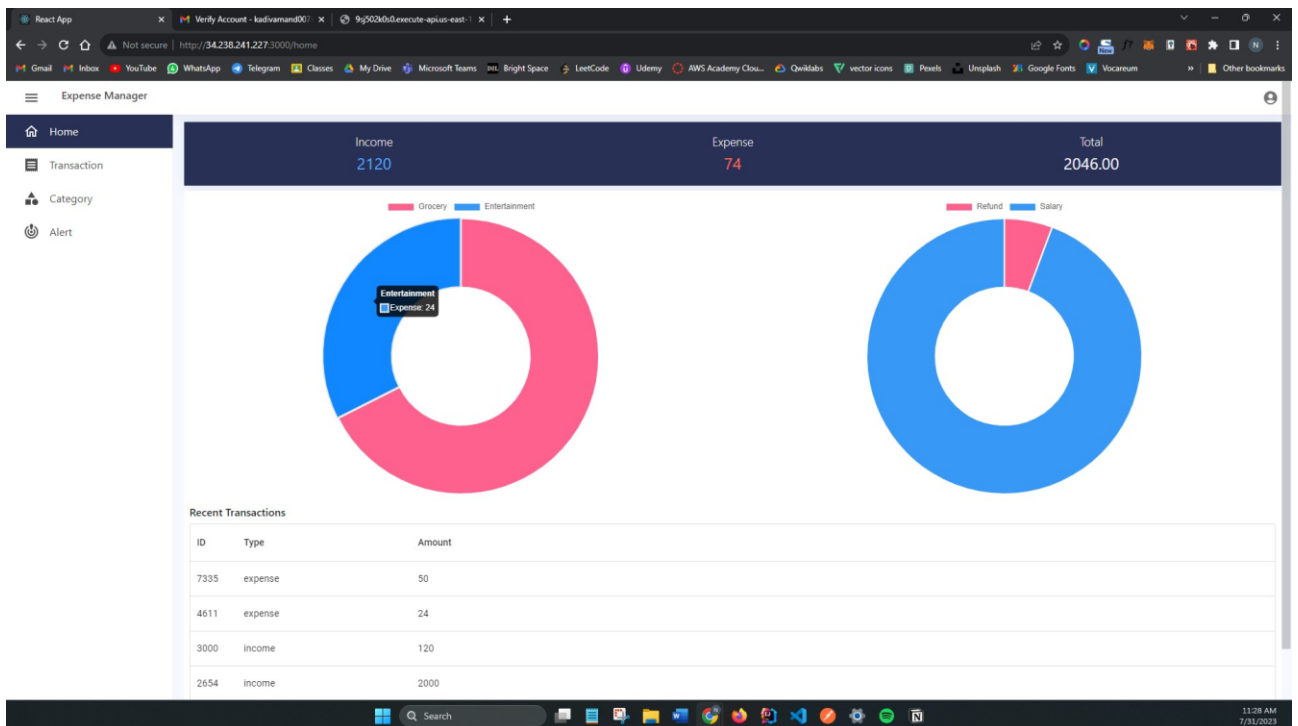 React App
Verify Account - kadivarnand007
9sj502k0s0.execute-api.us-east-1
Not secure http://34.238.241.227:3000/home
New
Gmail Inbox YouTube WhatsApp Telegram Classes My Drive Microsoft Teams Bright Space LeetCode Udemy AWS Academy Clou... Qwiklabs vector icons Pexels Unsplash Google Fonts Vocareum » Other bookmarks
Expense Manager
Home
Transaction
Category
Alert
Income Expense Total
2120 74 2046.00
Grocery Entertainment Refund Salary
Entertainment
Expense: 24
Recent Transactions
ID Type Amount
7335 expense 50
4611 expense 24
3000 income 120
2654 income 2000
Search
11:28 AM
7/31/2023